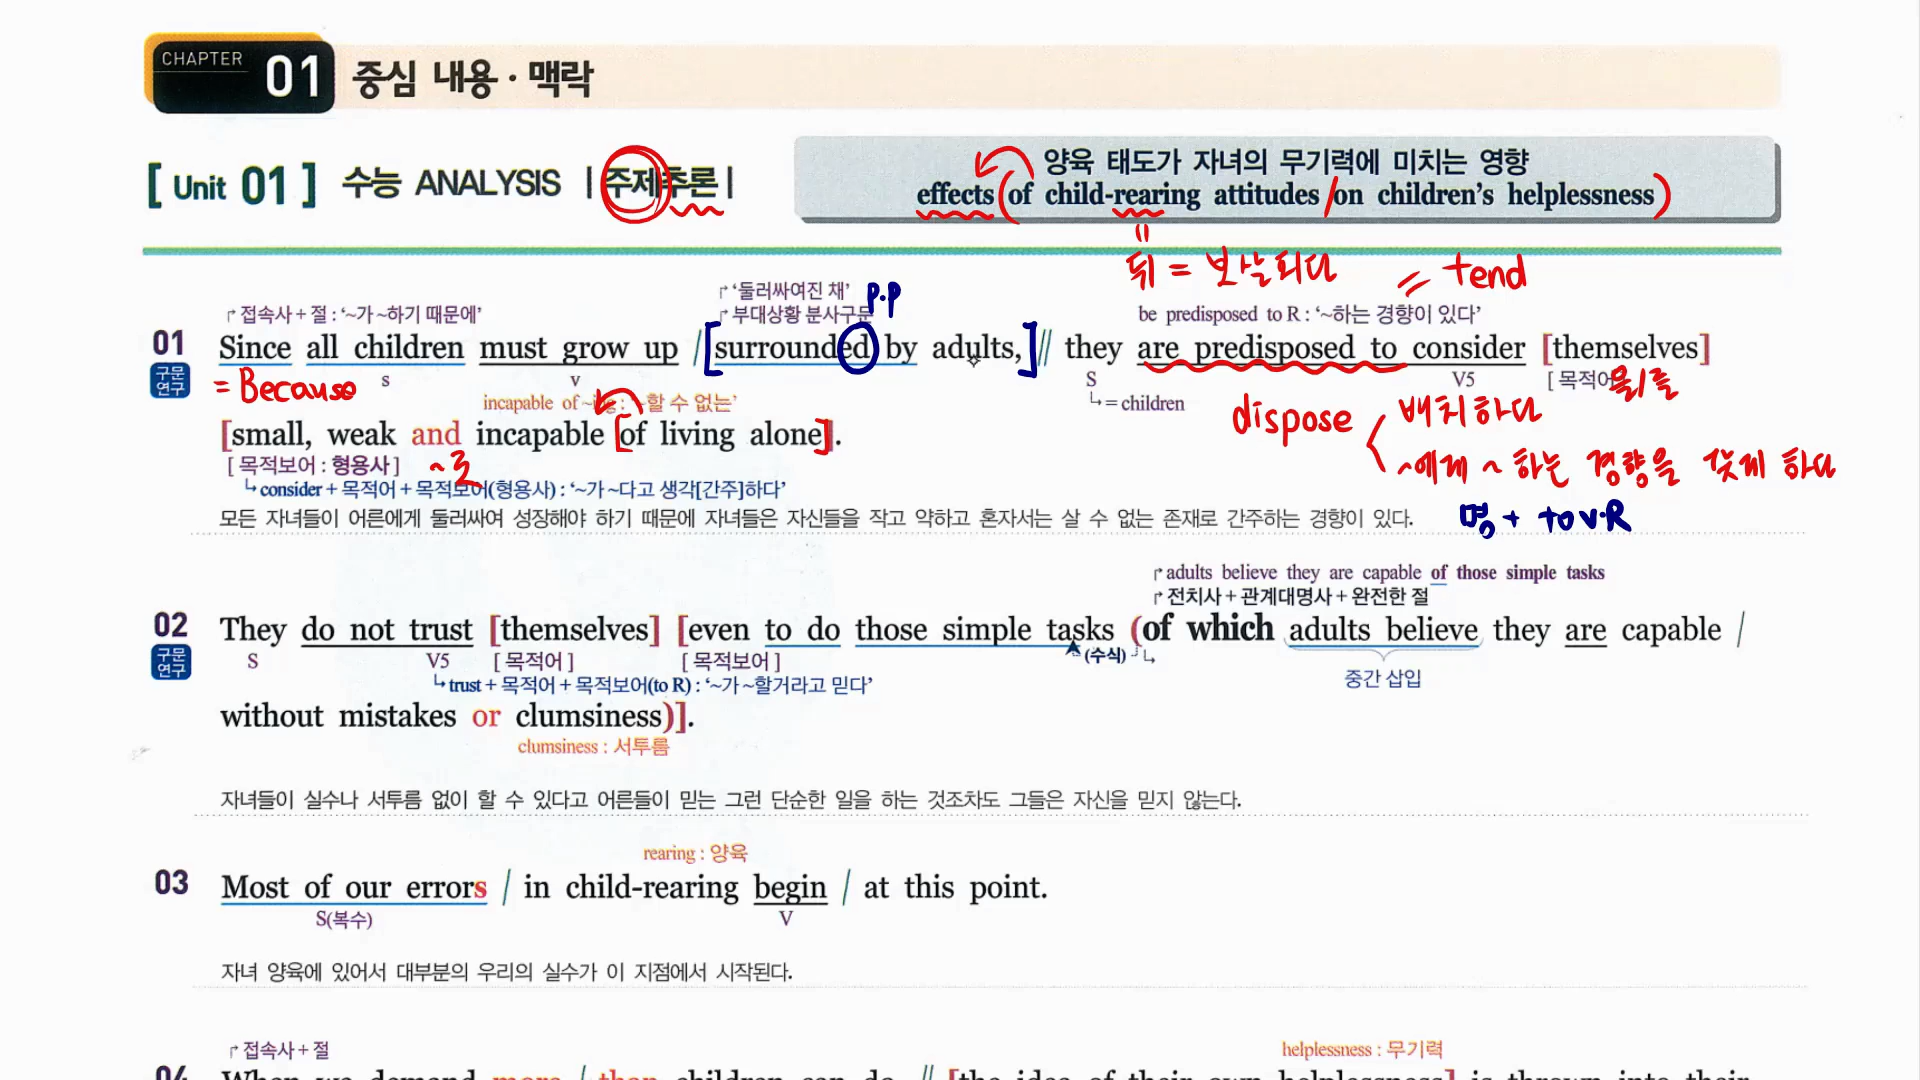 CHAPTER 01 중심 내용 · 맥락
[ Unit 01 ] 수능 ANALYSIS | 주제추론 |
양육 태도가 자녀의 무기력에 미치는 영향
effects (of child-rearing attitudes / on children's helplessness)
뒤 = 보살피다
= tend
↱ '둘러싸여진 채'
p.p
↱ 접속사 + 절 : '~가 ~하기 때문에'
↱ 부대상황 분사구문
be predisposed to R : '~하는 경향이 있다'
01 Since all children must grow up / [surrounded by adults,] // they are predisposed to consider [themselves]
구문연구
= Because
s
v
S
V5
[ 목적어
을/를
incapable of ~ing : '~할 수 없는'
↳ = children
dispose
배치하다
~에게 ~하는 경향을 갖게 하다
명 + to v.R
[small, weak and incapable [of living alone].
[ 목적보어 : 형용사 ]
~로
↳ consider + 목적어 + 목적보어(형용사) : '~가 ~다고 생각[간주]하다'
모든 자녀들이 어른에게 둘러싸여 성장해야 하기 때문에 자녀들은 자신들을 작고 약하고 혼자서는 살 수 없는 존재로 간주하는 경향이 있다.
↱ adults believe they are capable of those simple tasks
↱ 전치사 + 관계대명사 + 완전한 절
02 They do not trust [themselves] [even to do those simple tasks (of which adults believe they are capable /
구문연구
S
V5
[ 목적어 ]
[ 목적보어 ]
(수식)
중간 삽입
↳ trust + 목적어 + 목적보어(to R) : '~가 ~할거라고 믿다'
without mistakes or clumsiness)].
clumsiness : 서투름
자녀들이 실수나 서투름 없이 할 수 있다고 어른들이 믿는 그런 단순한 일을 하는 것조차도 그들은 자신을 믿지 않는다.
rearing : 양육
03 Most of our errors / in child-rearing begin / at this point.
S(복수)
V
자녀 양육에 있어서 대부분의 우리의 실수가 이 지점에서 시작된다.
↱ 접속사 + 절
helplessness : 무기력
04 When we demand more / than children can do, // [the idea of their own helplessness] is thrown into their